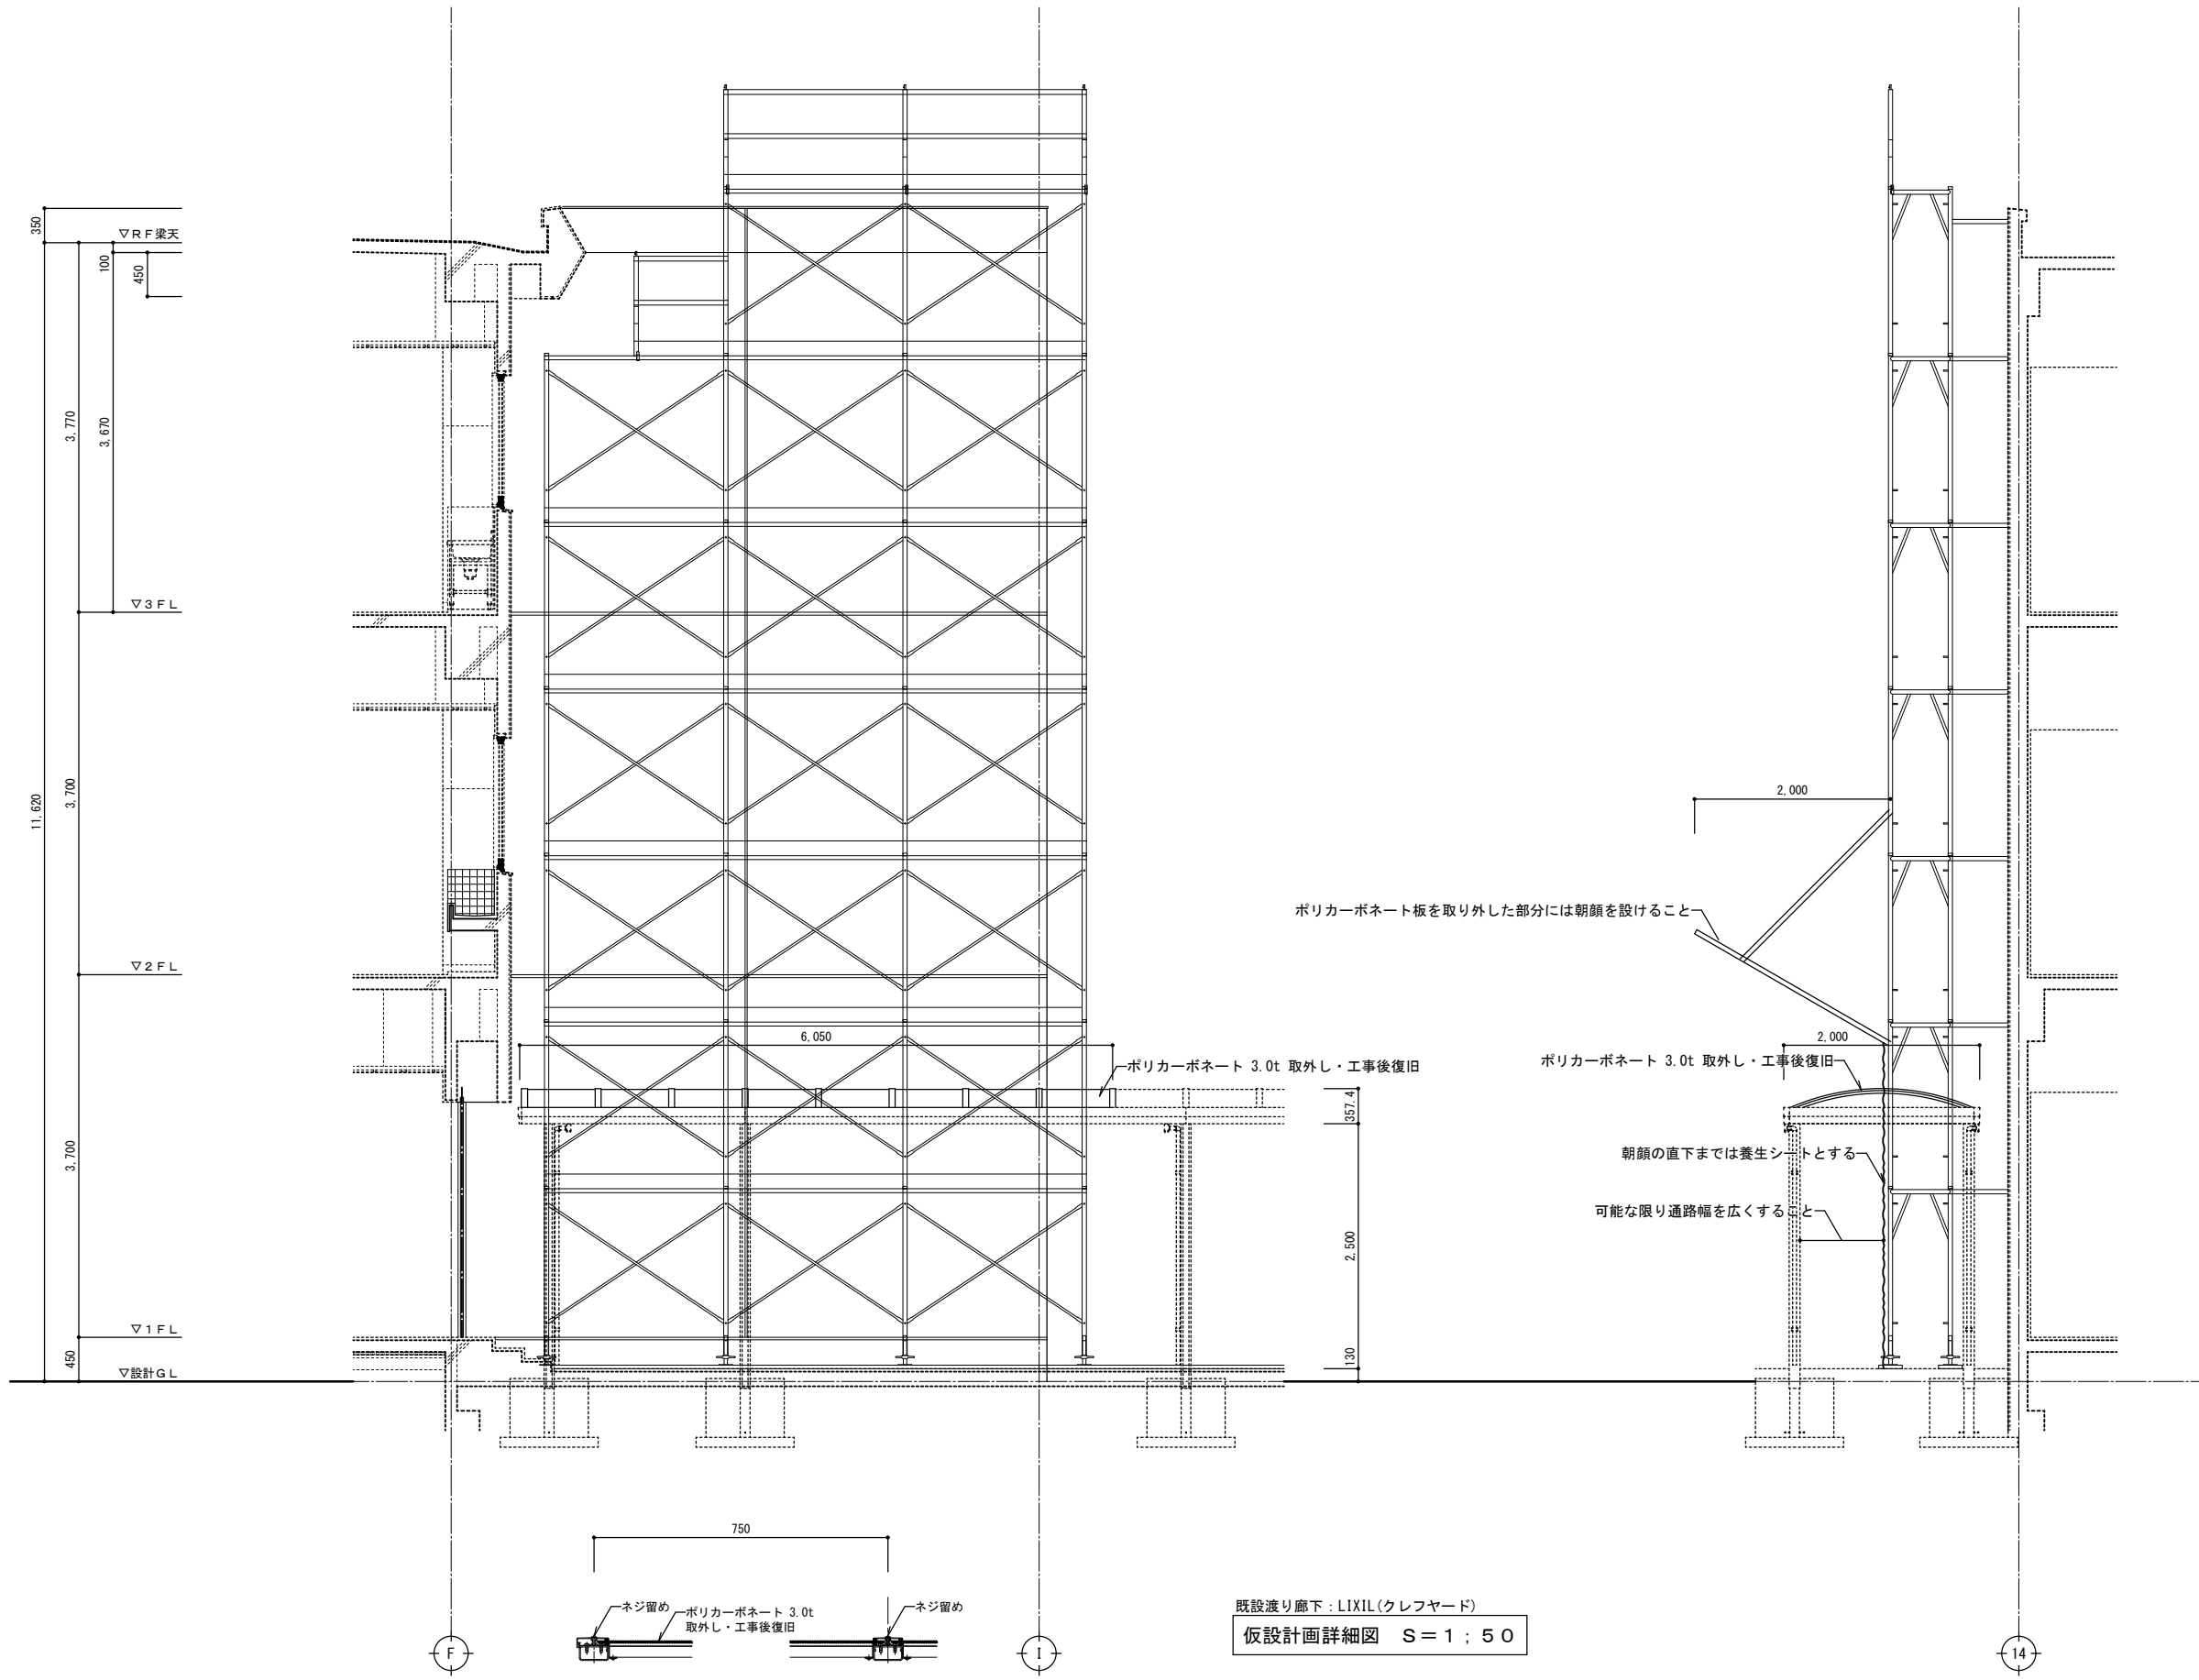 350
▽ＲＦ梁天
100
450
3,770
3,670
▽３ＦＬ
11,620
3,700
▽２ＦＬ
3,700
▽１ＦＬ
450
▽設計ＧＬ
6,050
ポリカーボネート 3.0t 取外し・工事後復旧
357.4
2,500
130
2,000
ポリカーボネート板を取り外した部分には朝顔を設けること
2,000
ポリカーボネート 3.0t 取外し・工事後復旧
朝顔の直下までは養生シートとする
可能な限り通路幅を広くすること
750
ネジ留め
ポリカーボネート 3.0t
取外し・工事後復旧
ネジ留め
既設渡り廊下：LIXIL(クレフヤード)
仮設計画詳細図　Ｓ＝１；５０
F
I
14